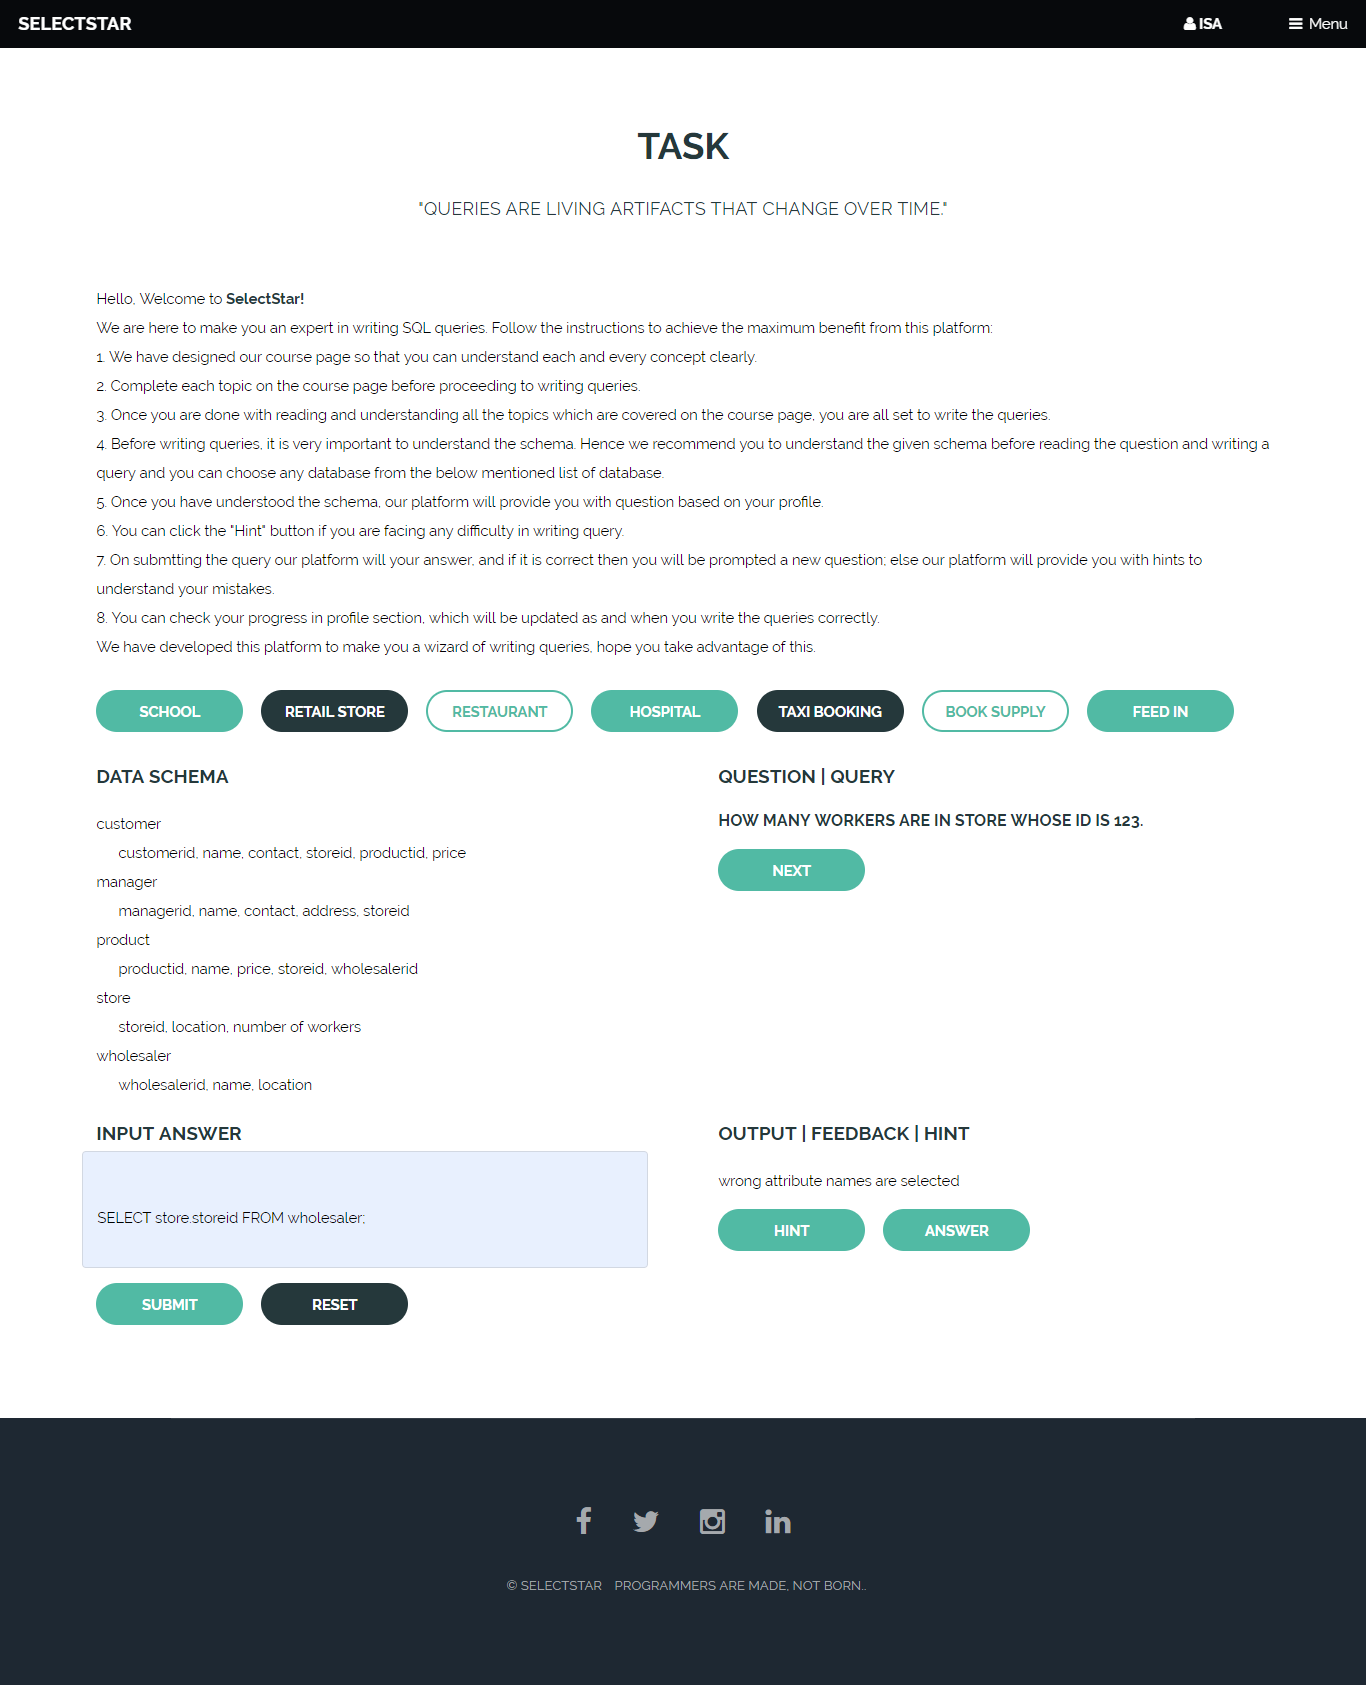 SELECTSTAR
ISA
Menu
TASK
"QUERIES ARE LIVING ARTIFACTS THAT CHANGE OVER TIME."
Hello, Welcome to SelectStar!
We are here to make you an expert in writing SQL queries. Follow the instructions to achieve the maximum benefit from this platform:
1. We have designed our course page so that you can understand each and every concept clearly.
2. Complete each topic on the course page before proceeding to writing queries.
3. Once you are done with reading and understanding all the topics which are covered on the course page, you are all set to write the queries.
4. Before writing queries, it is very important to understand the schema. Hence we recommend you to understand the given schema before reading the question and writing a
query and you can choose any database from the below mentioned list of database.
5. Once you have understood the schema, our platform will provide you with question based on your profile.
6. You can click the "Hint" button if you are facing any difficulty in writing query.
7. On submtting the query our platform will your answer, and if it is correct then you will be prompted a new question; else our platform will provide you with hints to
understand your mistakes.
8. You can check your progress in profile section, which will be updated as and when you write the queries correctly.
We have developed this platform to make you a wizard of writing queries, hope you take advantage of this.
SCHOOL
RETAIL STORE
RESTAURANT
HOSPITAL
TAXI BOOKING
BOOK SUPPLY
FEED IN
DATA SCHEMA
customer
customerid, name, contact, storeid, productid, price
manager
managerid, name, contact, address, storeid
product
productid, name, price, storeid, wholesalerid
store
storeid, location, number of workers
wholesaler
wholesalerid, name, location
QUESTION | QUERY
HOW MANY WORKERS ARE IN STORE WHOSE ID IS 123.
NEXT
INPUT ANSWER
SELECT store.storeid FROM wholesaler;
SUBMIT
RESET
OUTPUT | FEEDBACK | HINT
wrong attribute names are selected
HINT
ANSWER
© SELECTSTAR PROGRAMMERS ARE MADE, NOT BORN..